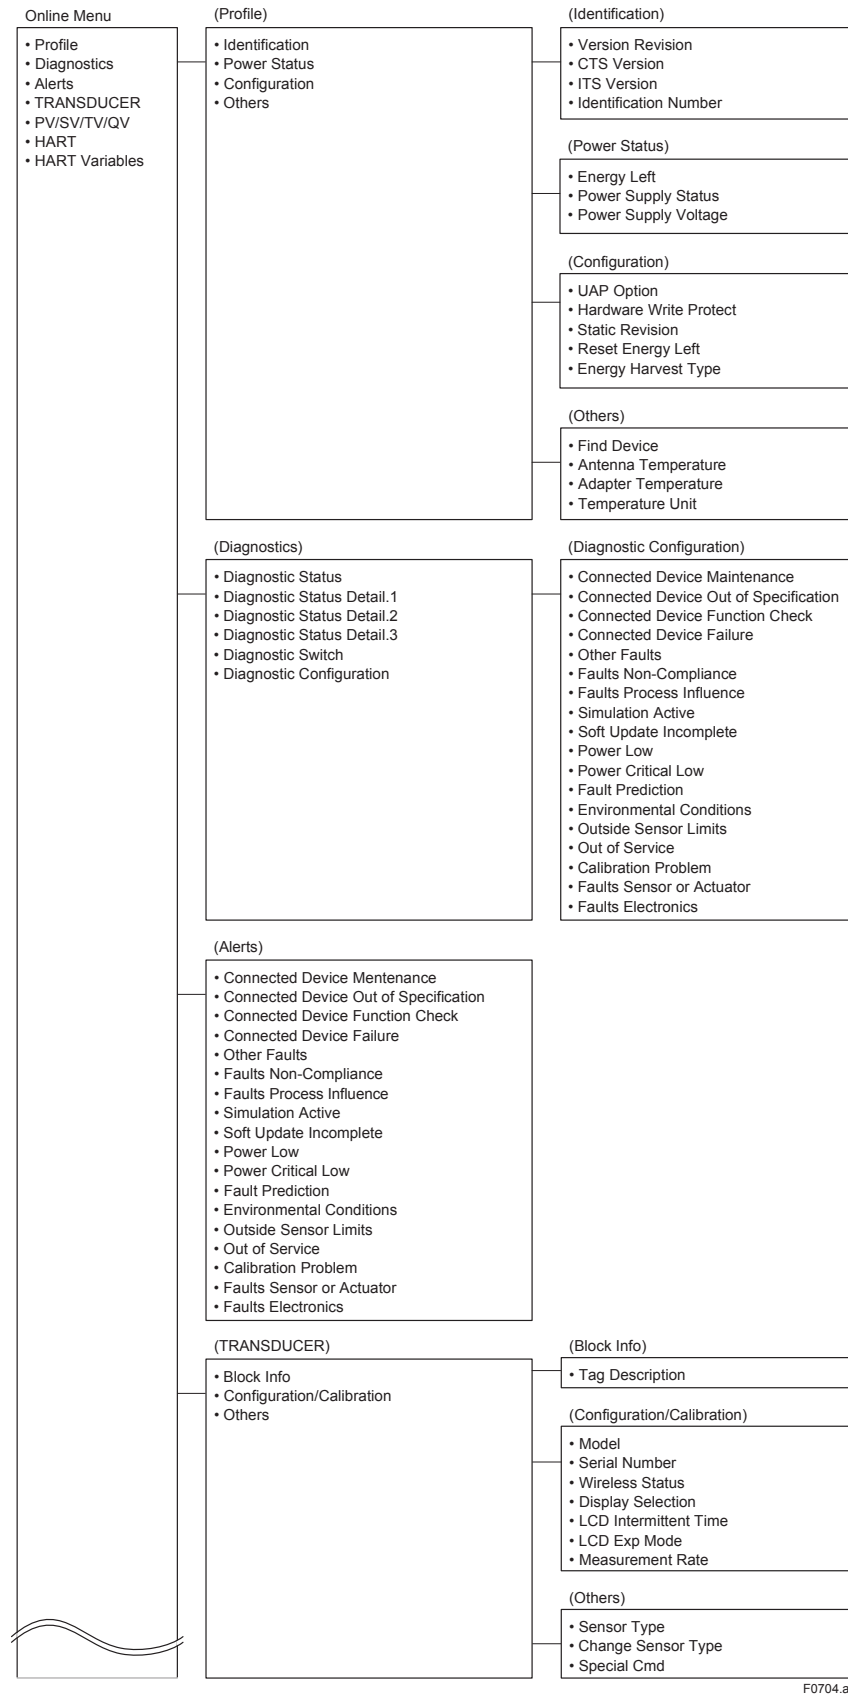 Online Menu
• Profile
• Diagnostics
• Alerts
• TRANSDUCER
• PV/SV/TV/QV
• HART
• HART Variables
(Profile)
• Identification
• Power Status
• Configuration
• Others
(Identification)
• Version Revision
• CTS Version
• ITS Version
• Identification Number
(Power Status)
• Energy Left
• Power Supply Status
• Power Supply Voltage
(Configuration)
• UAP Option
• Hardware Write Protect
• Static Revision
• Reset Energy Left
• Energy Harvest Type
(Others)
• Find Device
• Antenna Temperature
• Adapter Temperature
• Temperature Unit
(Diagnostics)
• Diagnostic Status
• Diagnostic Status Detail.1
• Diagnostic Status Detail.2
• Diagnostic Status Detail.3
• Diagnostic Switch
• Diagnostic Configuration
(Diagnostic Configuration)
• Connected Device Maintenance
• Connected Device Out of Specification
• Connected Device Function Check
• Connected Device Failure
• Other Faults
• Faults Non-Compliance
• Faults Process Influence
• Simulation Active
• Soft Update Incomplete
• Power Low
• Power Critical Low
• Fault Prediction
• Environmental Conditions
• Outside Sensor Limits
• Out of Service
• Calibration Problem
• Faults Sensor or Actuator
• Faults Electronics
(Alerts)
• Connected Device Mentenance
• Connected Device Out of Specification
• Connected Device Function Check
• Connected Device Failure
• Other Faults
• Faults Non-Compliance
• Faults Process Influence
• Simulation Active
• Soft Update Incomplete
• Power Low
• Power Critical Low
• Fault Prediction
• Environmental Conditions
• Outside Sensor Limits
• Out of Service
• Calibration Problem
• Faults Sensor or Actuator
• Faults Electronics
(TRANSDUCER)
• Block Info
• Configuration/Calibration
• Others
(Block Info)
• Tag Description
(Configuration/Calibration)
• Model
• Serial Number
• Wireless Status
• Display Selection
• LCD Intermittent Time
• LCD Exp Mode
• Measurement Rate
(Others)
• Sensor Type
• Change Sensor Type
• Special Cmd